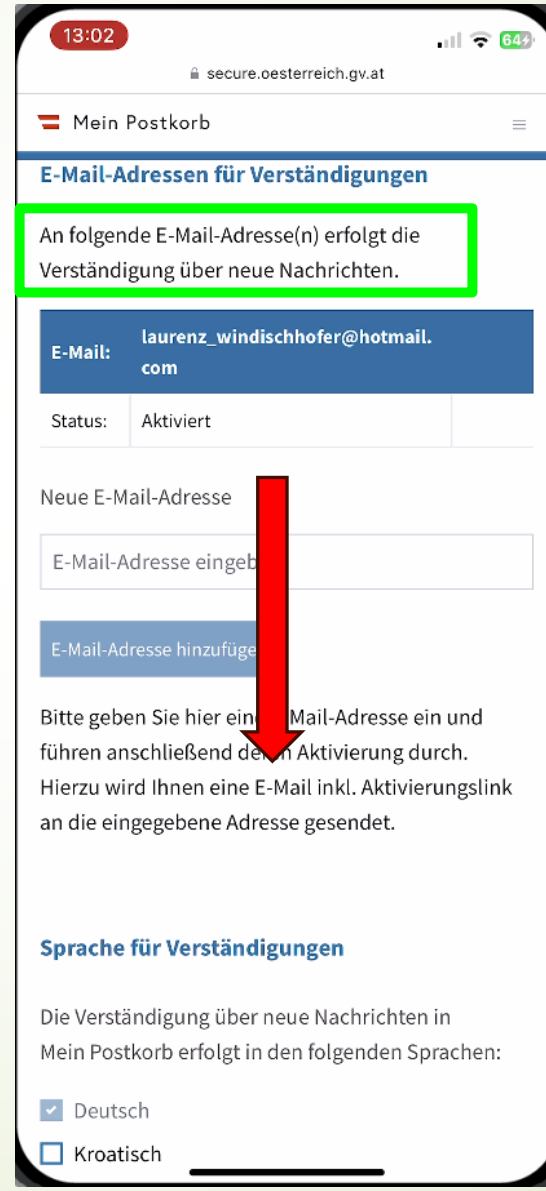 13:02
64
secure.oesterreich.gv.at
Mein Postkorb
E-Mail-Adressen für Verständigungen
An folgende E-Mail-Adresse(n) erfolgt die
Verständigung über neue Nachrichten.
E-Mail: laurenz_windischhofer@hotmail.
com
Status: Aktiviert
Neue E-Mail-Adresse
E-Mail-Adresse eingeb
E-Mail-Adresse hinzufüge
Bitte geben Sie hier eine Mail-Adresse ein und
führen anschließend deren Aktivierung durch.
Hierzu wird Ihnen eine E-Mail inkl. Aktivierungslink
an die eingegebene Adresse gesendet.
Sprache für Verständigungen
Die Verständigung über neue Nachrichten in
Mein Postkorb erfolgt in den folgenden Sprachen:
Deutsch
Kroatisch